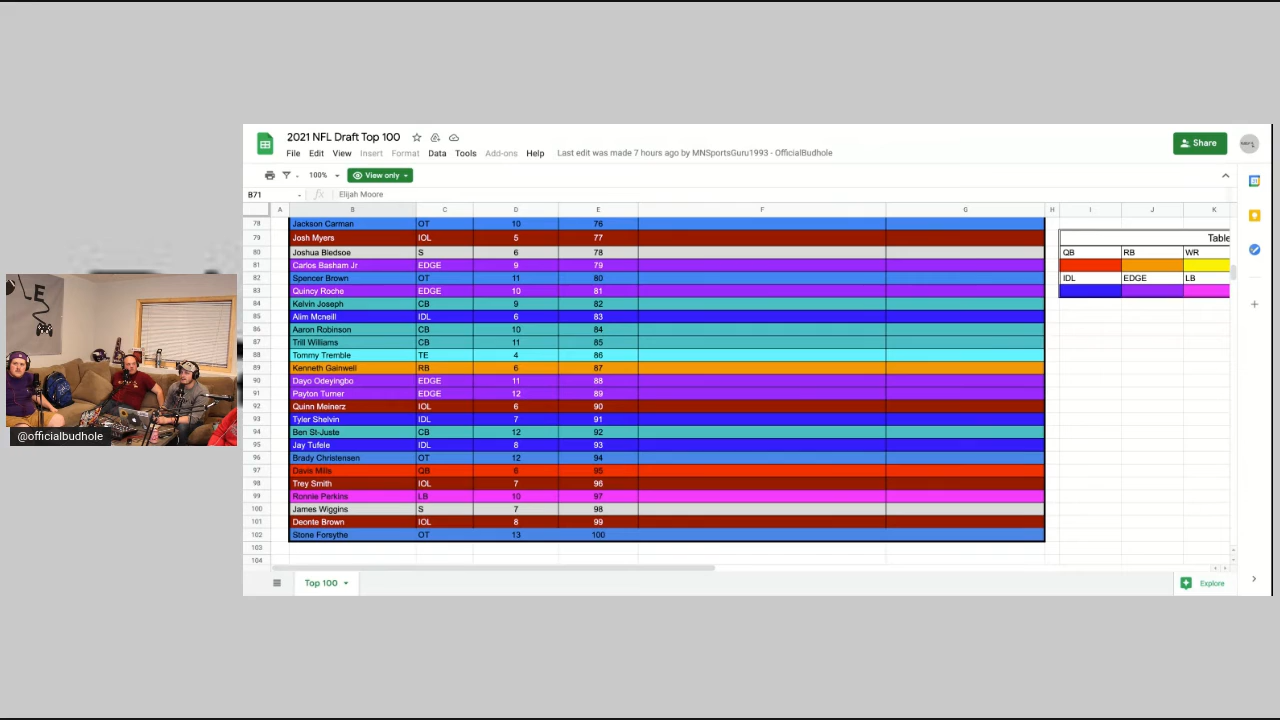 2021 NFL Draft Top 100
File Edit View Insert Format Data Tools Add-ons Help Last edit was made 7 hours ago by MNSportsGuru1993 - OfficialBudhole
Share
100% View only
B71 fx Elijah Moore
A B C D E F G H I J K
78 Jackson Carman OT 10 76
79 Josh Myers IOL 5 77 Table
80 Joshua Bledsoe S 6 78 QB RB WR
81 Carlos Basham Jr EDGE 9 79
82 Spencer Brown OT 11 80 IDL EDGE LB
83 Quincy Roche EDGE 10 81
84 Kelvin Joseph CB 9 82
85 Alim Mcneill IDL 6 83
86 Aaron Robinson CB 10 84
87 Trill Williams CB 11 85
88 Tommy Tremble TE 4 86
89 Kenneth Gainwell RB 6 87
90 Dayo Odeyingbo EDGE 11 88
91 Payton Turner EDGE 12 89
92 Quinn Meinerz IOL 6 90
93 Tyler Shelvin IDL 7 91
94 Ben St-Juste CB 12 92
95 Jay Tufele IDL 8 93
96 Brady Christensen OT 12 94
97 Davis Mills QB 6 95
98 Trey Smith IOL 7 96
99 Ronnie Perkins LB 10 97
100 James Wiggins S 7 98
101 Deonte Brown IOL 8 99
102 Stone Forsythe OT 13 100
103
104
Top 100
Explore
@officialbudhole